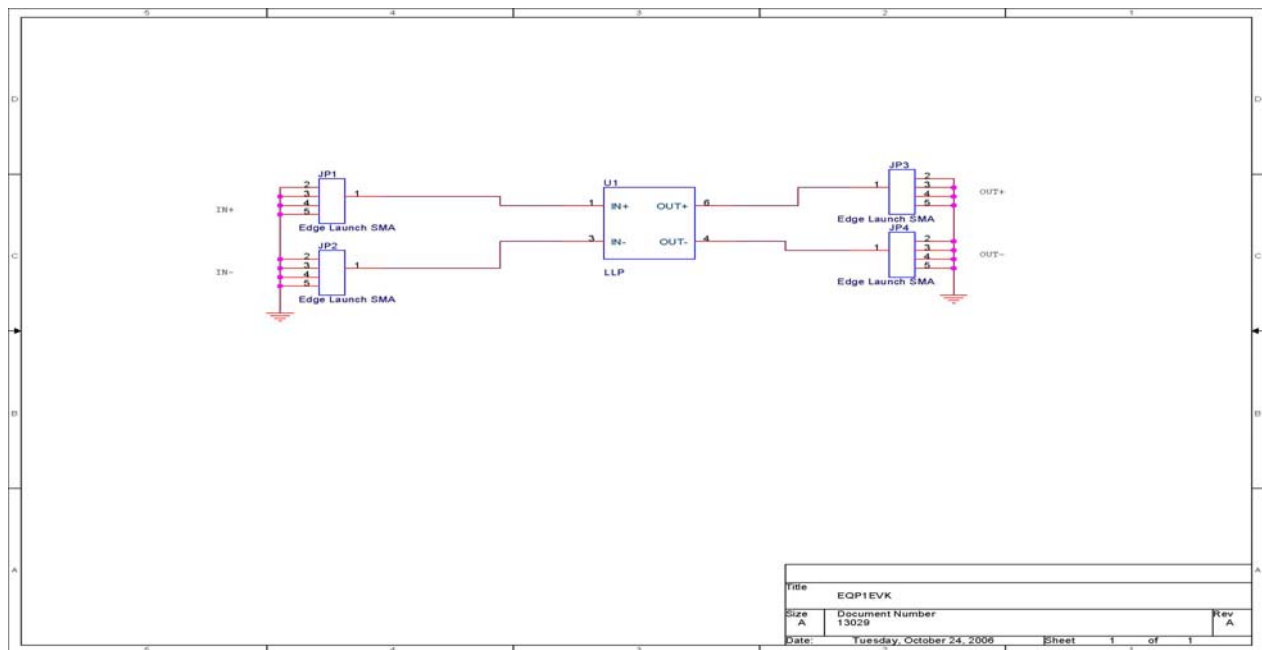 5 4 3 2 1
D D
JP1
2
3
4
5
1
IN+
Edge Launch SMA
JP2
2
3
4
5
1
IN-
Edge Launch SMA
U1
1 IN+ OUT+ 6
3 IN- OUT- 4
LLP
JP3
1
2
3
4
5
OUT+
Edge Launch SMA
JP4
1
2
3
4
5
OUT-
Edge Launch SMA
C C
B B
A A
Title
EQP1EVK
Size Document Number Rev
A 13029 A
Date: Tuesday, October 24, 2006 Sheet 1 of 1
5 4 3 2 1